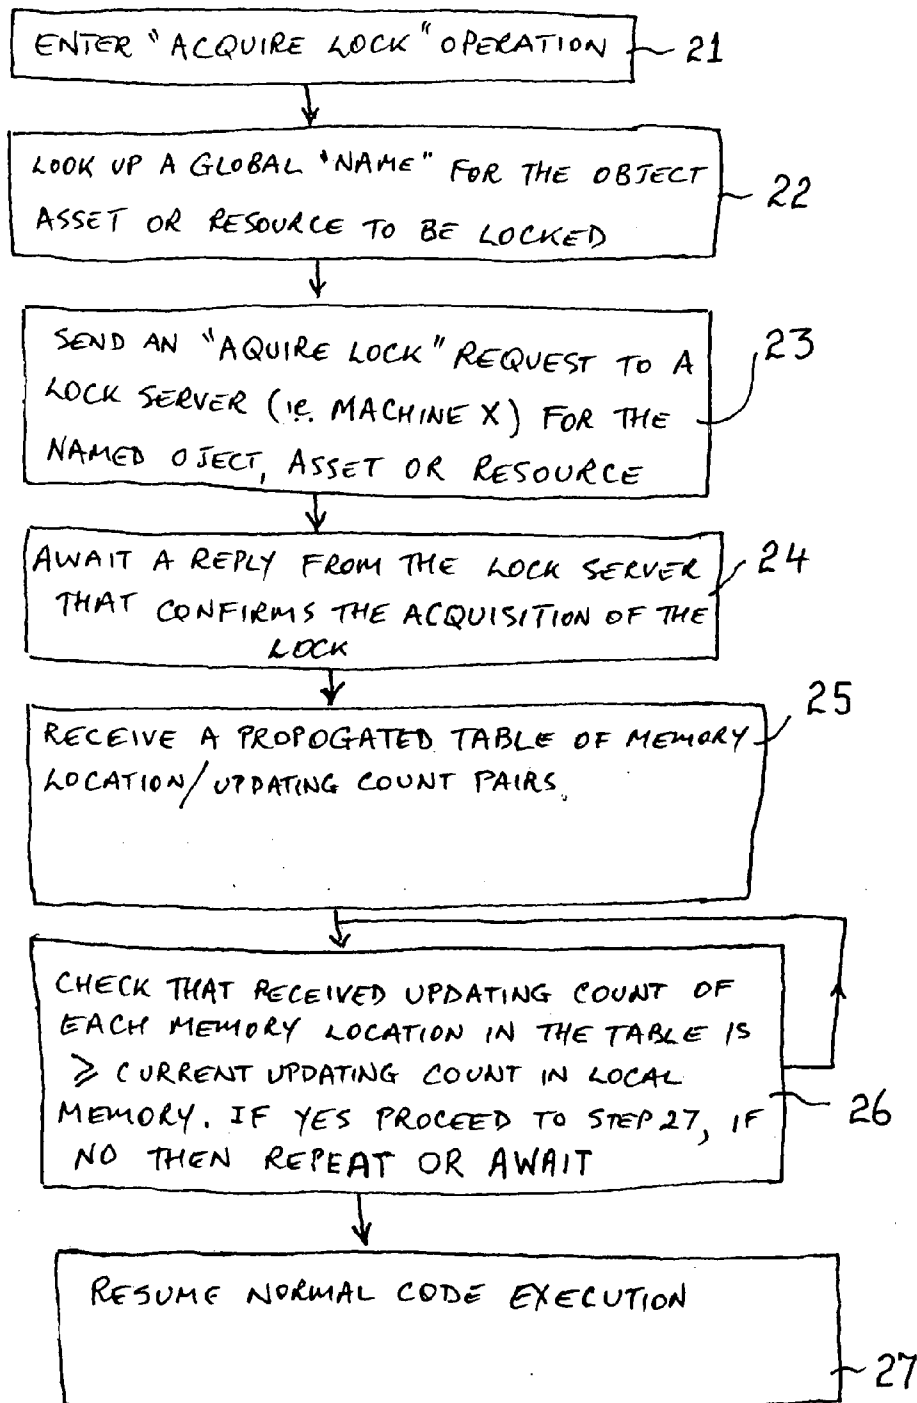 ENTER "ACQUIRE LOCK" OPERATION
21
LOOK UP A GLOBAL "NAME" FOR THE OBJECT
ASSET OR RESOURCE TO BE LOCKED
22
SEND AN "AQUIRE LOCK" REQUEST TO A
LOCK SERVER (ie. MACHINE X) FOR THE
NAMED OJECT, ASSET OR RESOURCE
23
AWAIT A REPLY FROM THE LOCK SERVER
THAT CONFIRMS THE ACQUISITION OF THE
LOCK
24
RECEIVE A PROPOGATED TABLE OF MEMORY
LOCATION/UPDATING COUNT PAIRS.
25
CHECK THAT RECEIVED UPDATING COUNT OF
EACH MEMORY LOCATION IN THE TABLE IS
⩾ CURRENT UPDATING COUNT IN LOCAL
MEMORY. IF YES PROCEED TO STEP 27, IF
NO THEN REPEAT OR AWAIT
26
RESUME NORMAL CODE EXECUTION
27